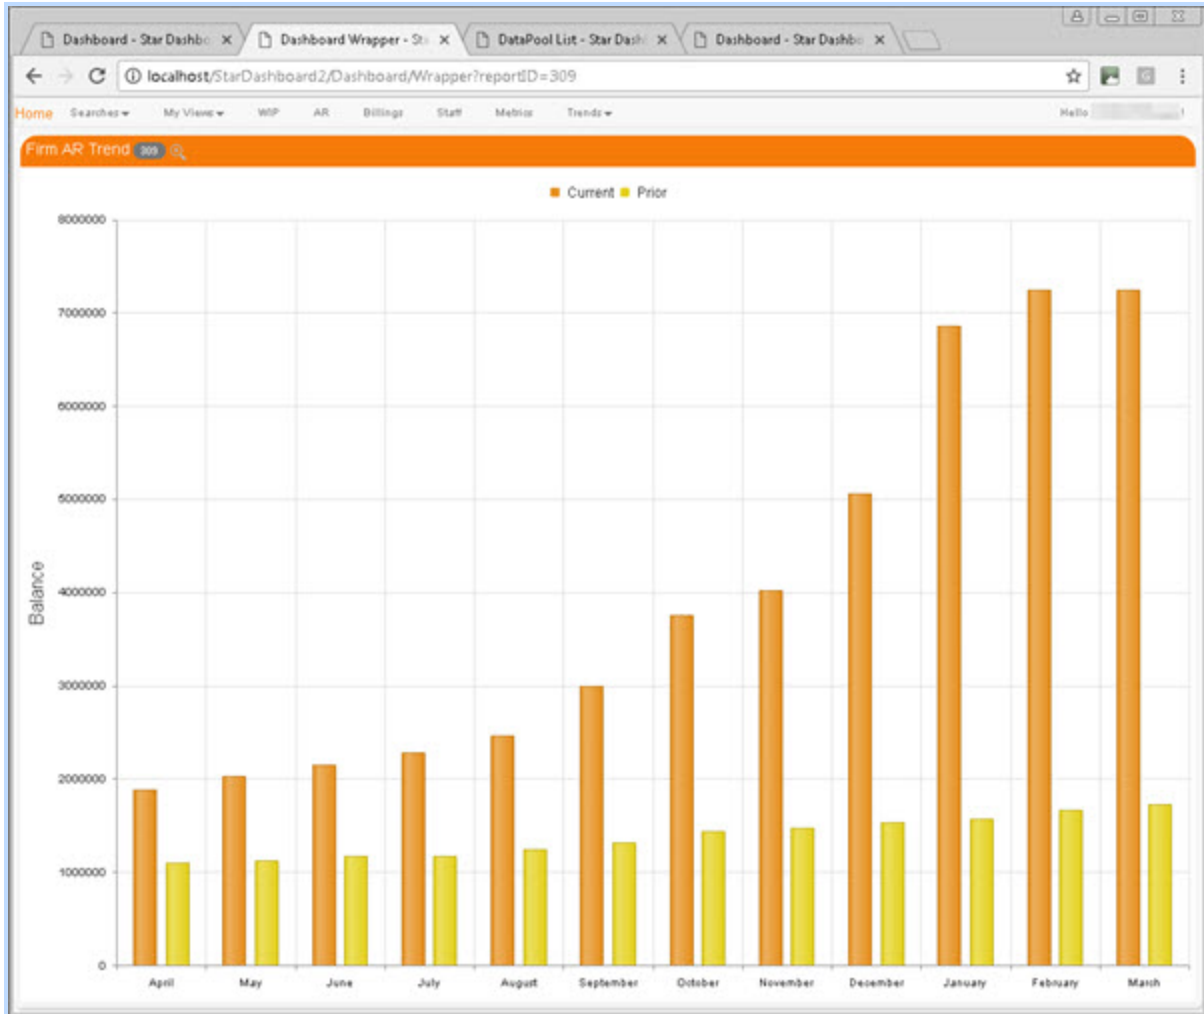 Dashboard - Star Dashbo
Dashboard Wrapper - St
DataPool List - Star Dash
Dashboard - Star Dashbo
localhost/StarDashboard2/Dashboard/Wrapper?reportID=309
Home Searches My Views WIP AR Billings Staff Metrics Trends Hello !
Firm AR Trend 309
Current Prior
8000000
7000000
6000000
5000000
4000000
3000000
2000000
1000000
0
Balance
April May June July August September October November December January February March